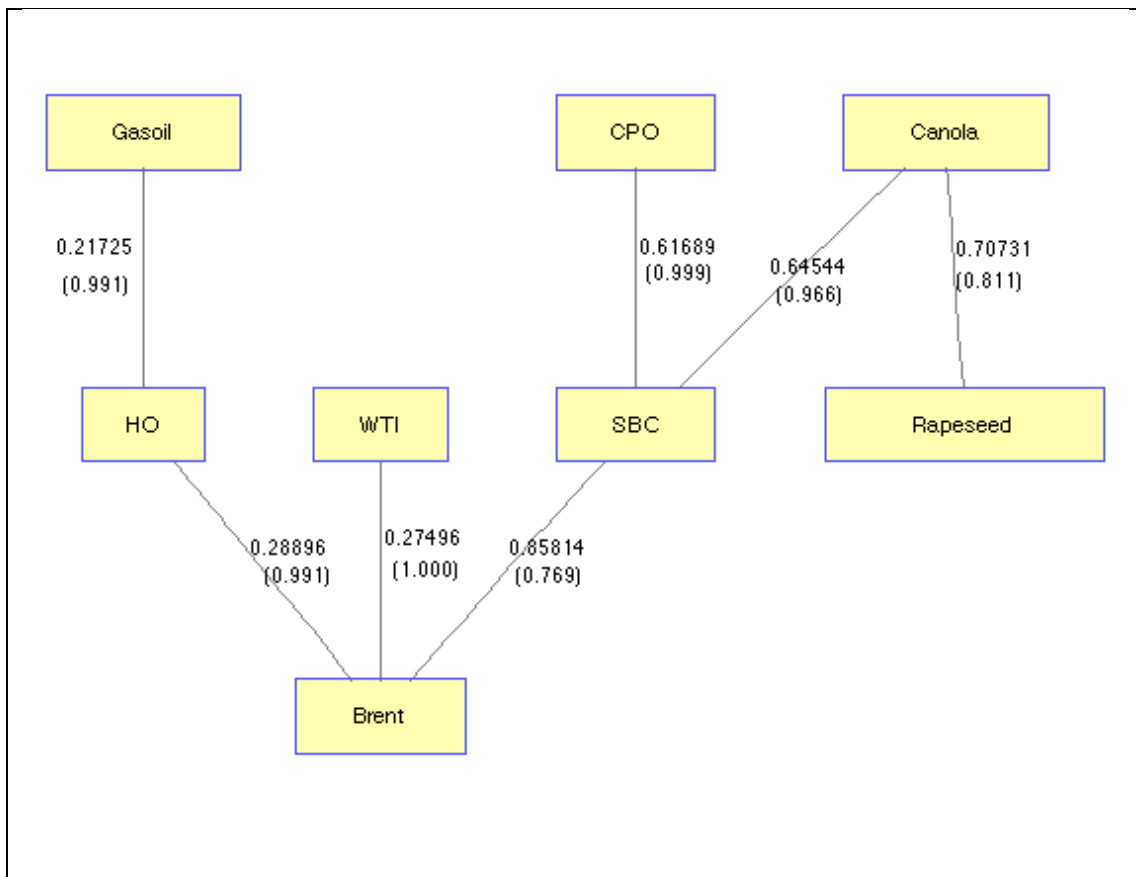 Gasoil
CPO
Canola
0.21725
(0.991)
0.61689
(0.999)
0.64544
(0.966)
0.70731
(0.811)
HO
WTI
SBC
Rapeseed
0.28896
(0.991)
0.27496
(1.000)
0.85814
(0.769)
Brent